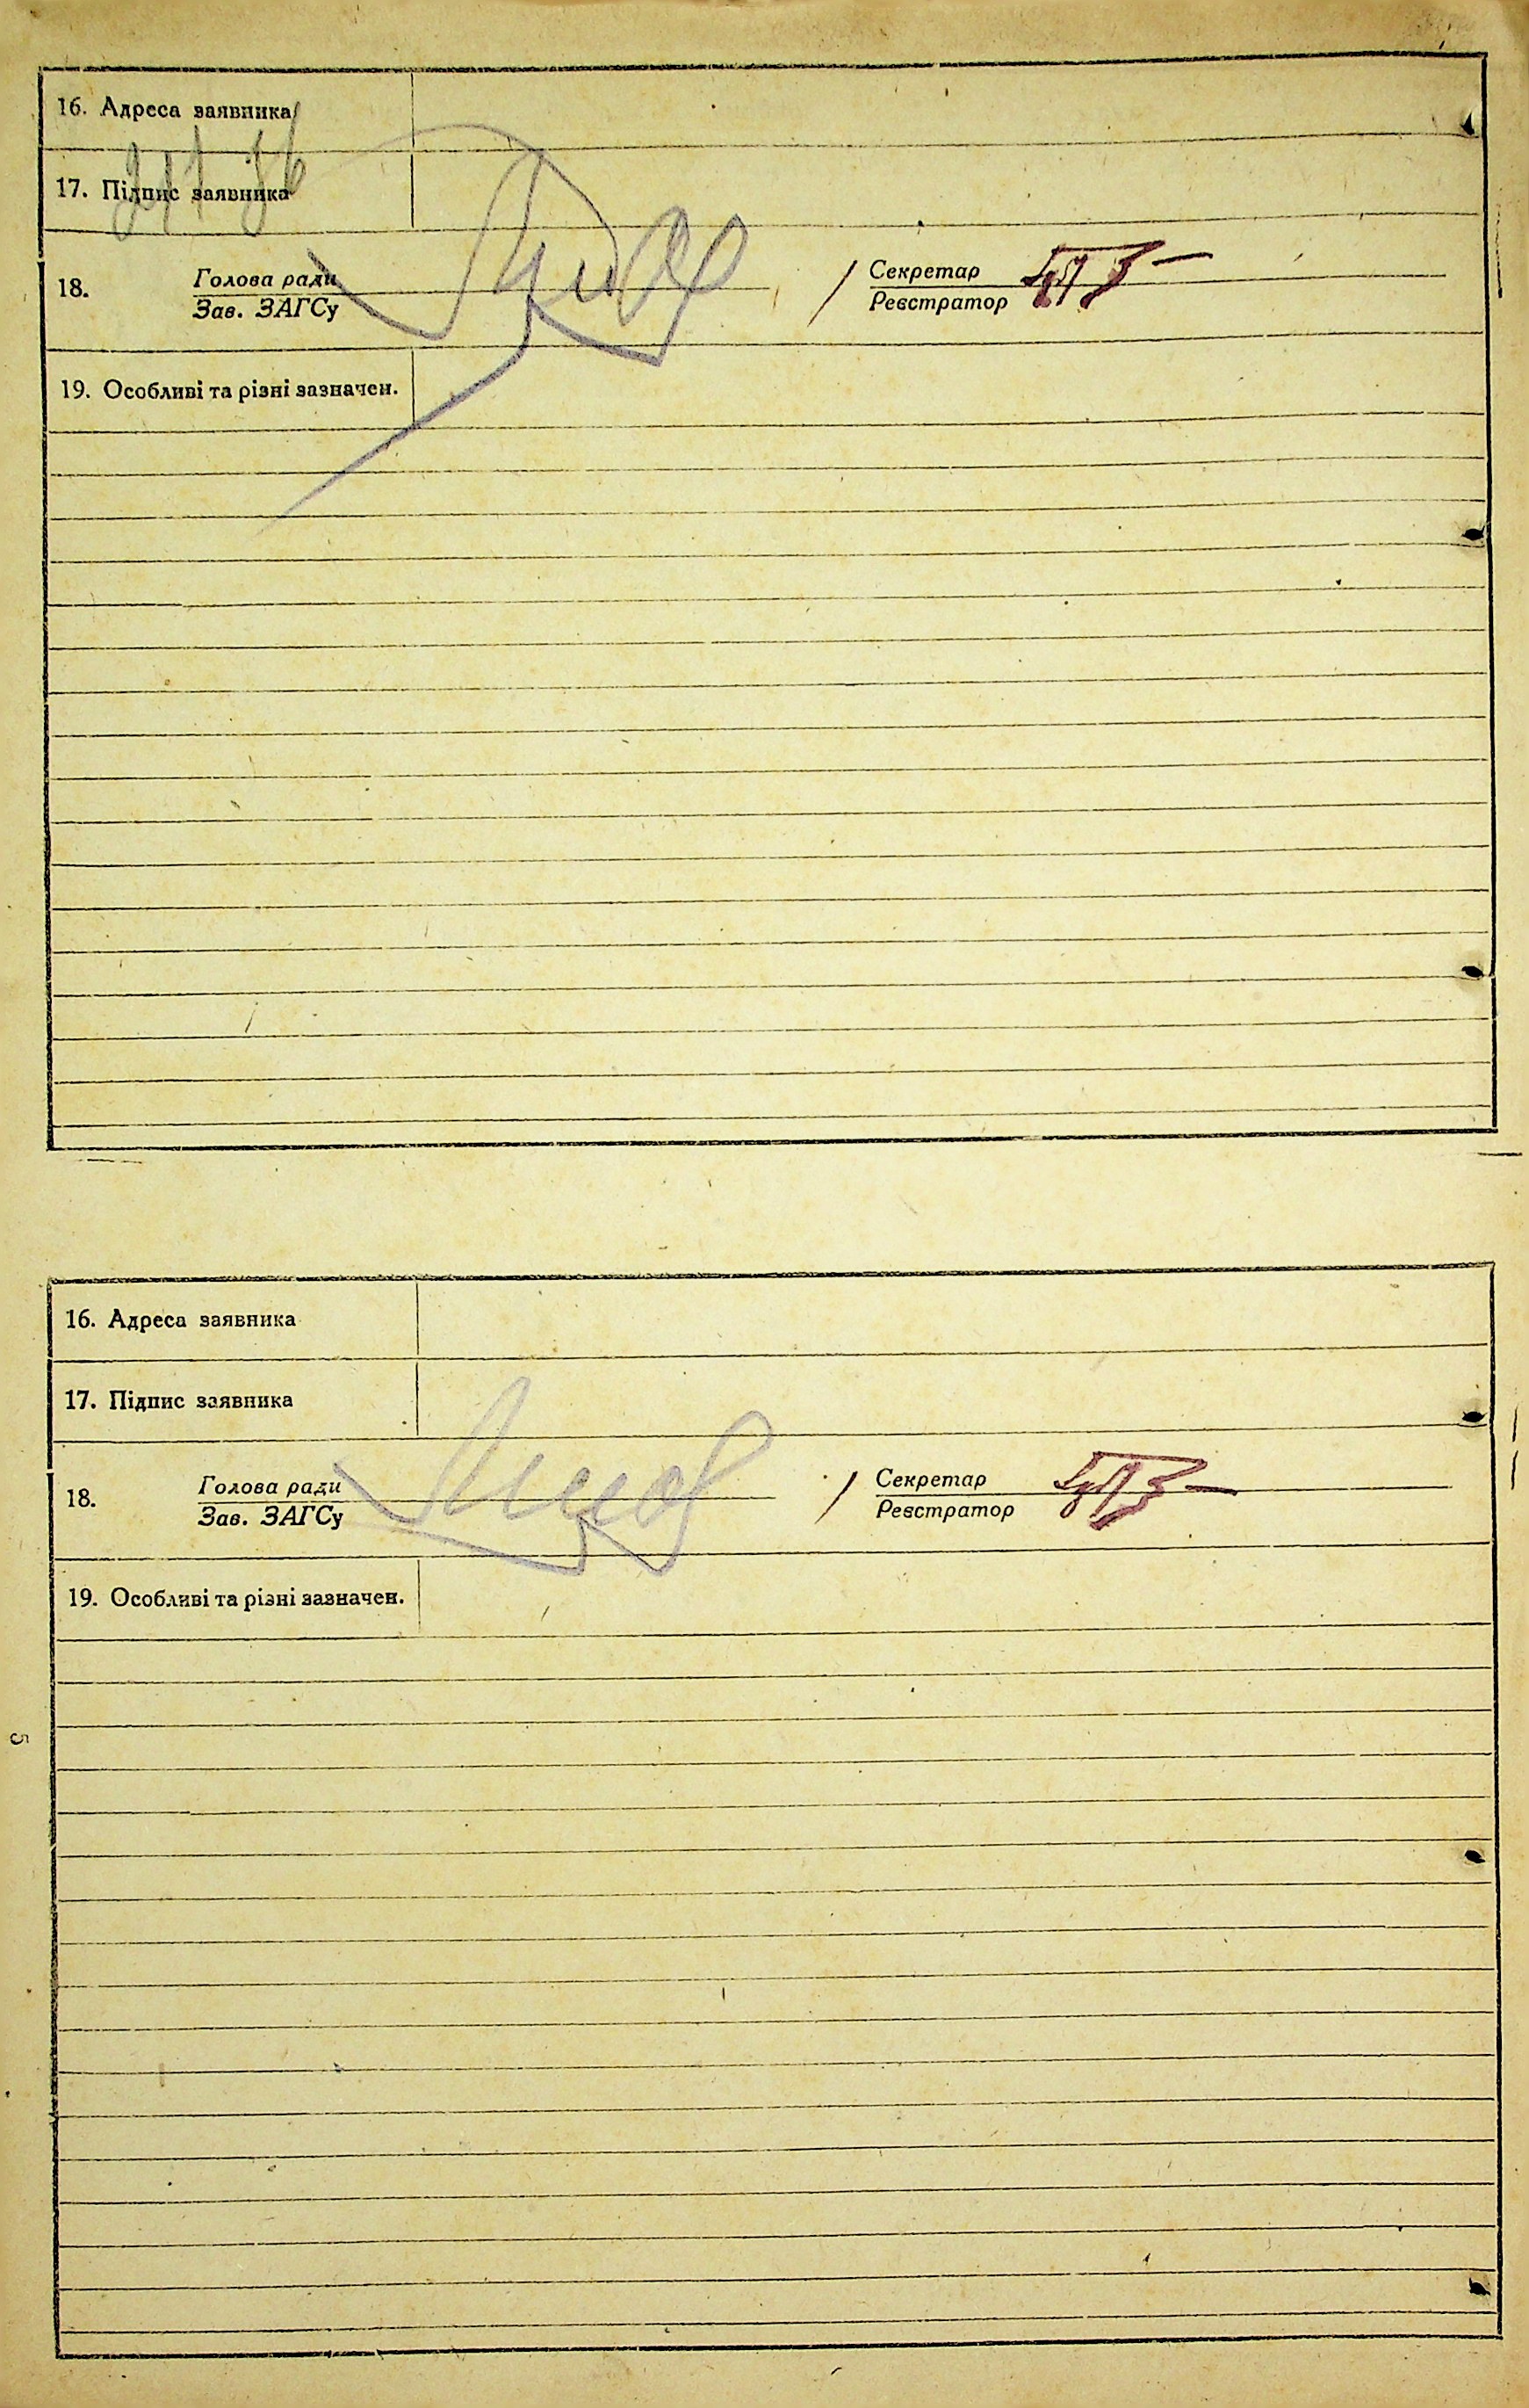 16. Адреса заявника
17. Підпис заявника
18. Голова ради Секретар
Зав. ЗАГСу Реєстратор
19. Особливі та різні зазначен.
16. Адреса заявника
17. Підпис заявника
18. Голова ради Секретар
Зав. ЗАГСу Реєстратор
19. Особливі та різні зазначен.
5